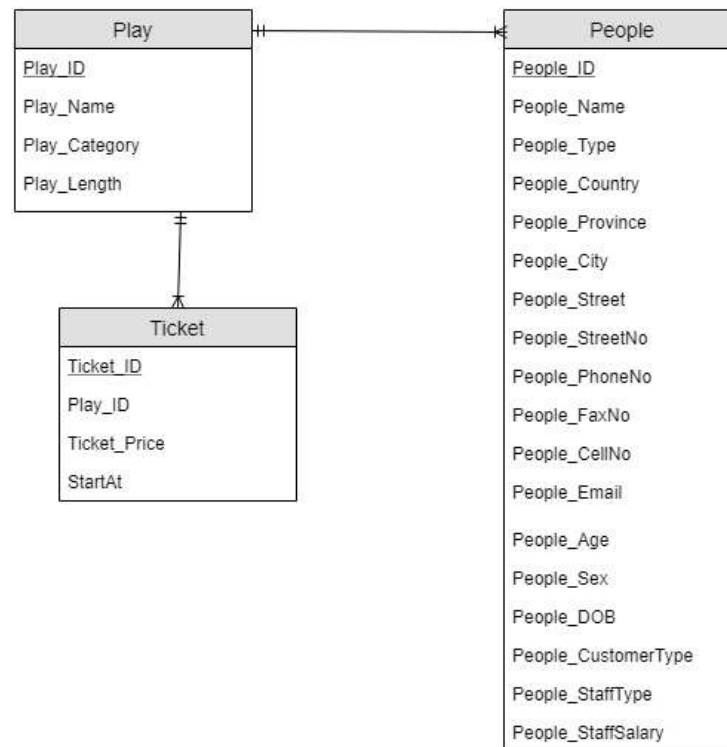 Play
Play_ID
Play_Name
Play_Category
Play_Length
Ticket
Ticket_ID
Play_ID
Ticket_Price
StartAt
People
People_ID
People_Name
People_Type
People_Country
People_Province
People_City
People_Street
People_StreetNo
People_PhoneNo
People_FaxNo
People_CellNo
People_Email
People_Age
People_Sex
People_DOB
People_CustomerType
People_StaffType
People_StaffSalary